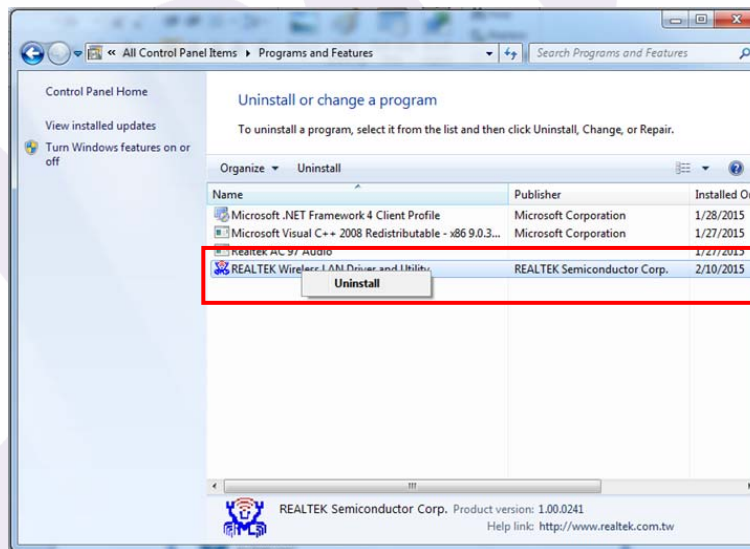 « All Control Panel Items ▸ Programs and Features
Search Programs and Features
Control Panel Home
View installed updates
Turn Windows features on or
off
Uninstall or change a program
To uninstall a program, select it from the list and then click Uninstall, Change, or Repair.
Organize Uninstall
Name Publisher Installed O
Microsoft .NET Framework 4 Client Profile Microsoft Corporation 1/28/2015
Microsoft Visual C++ 2008 Redistributable - x86 9.0.3... Microsoft Corporation 1/27/2015
Realtek AC'97 Audio 1/27/2015
REALTEK Wireless LAN Driver and Utility REALTEK Semiconductor Corp. 2/10/2015
Uninstall
REALTEK Semiconductor Corp. Product version: 1.00.0241
Help link: http://www.realtek.com.tw